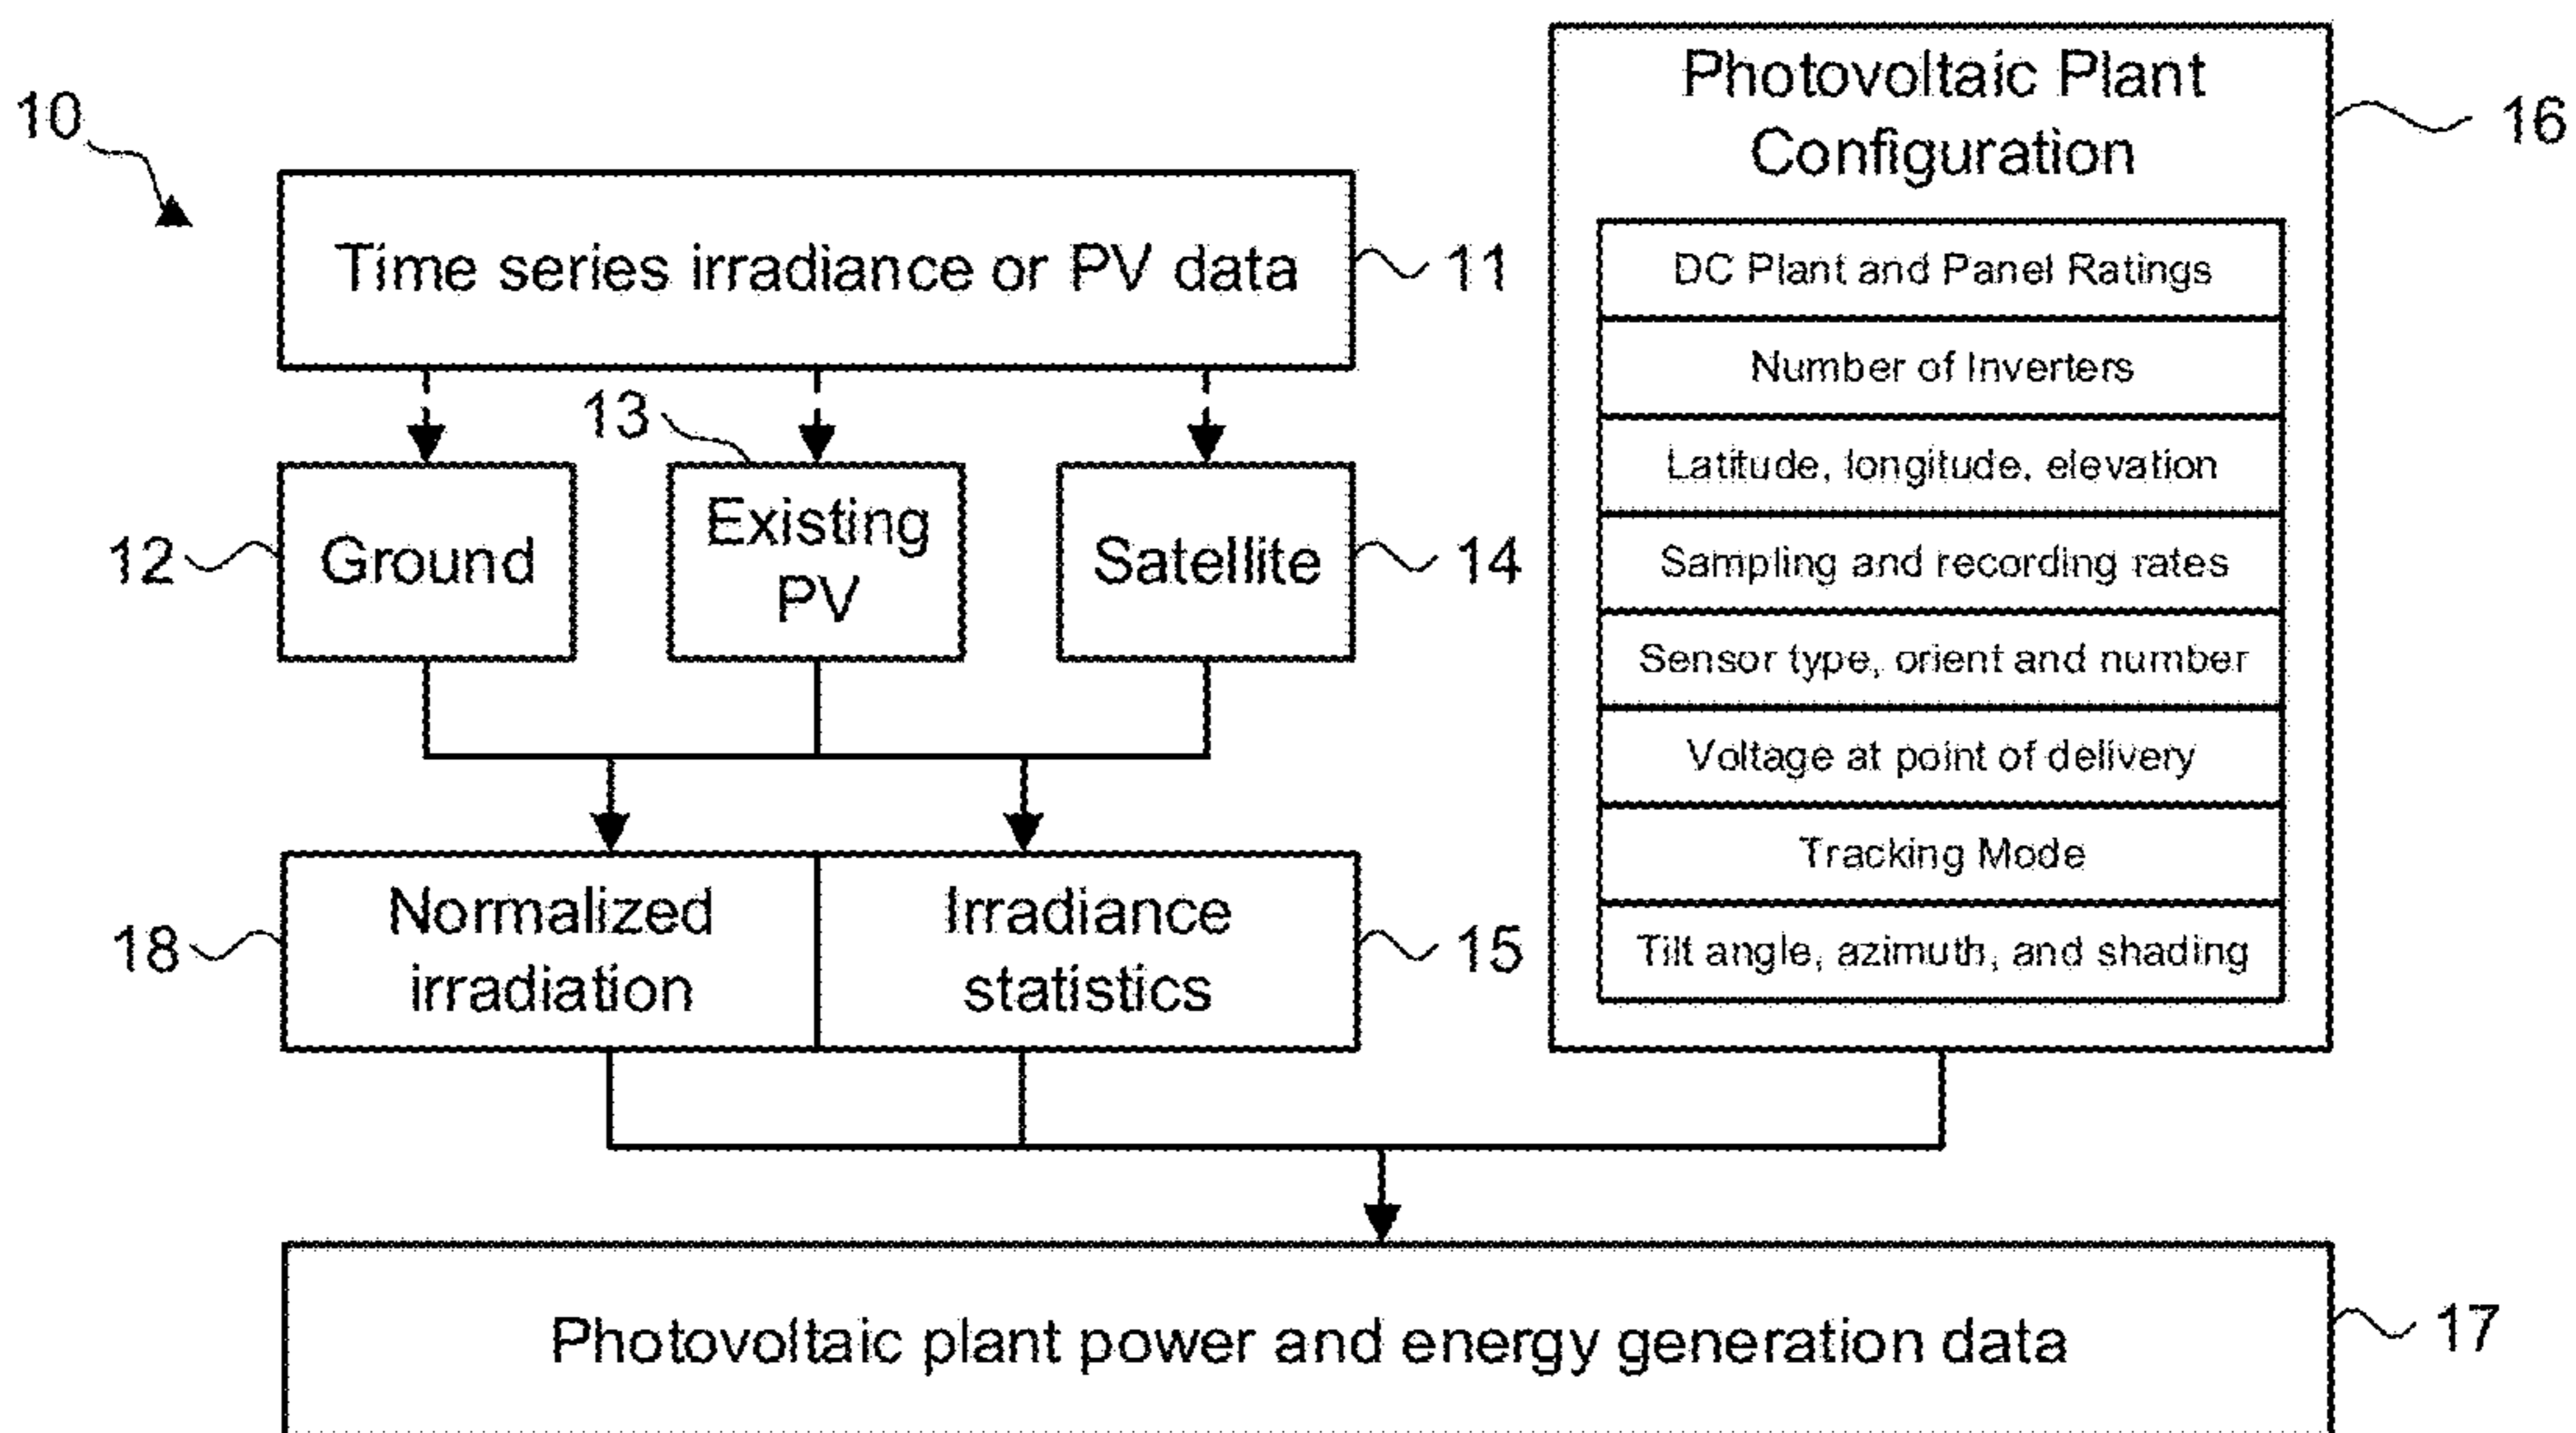 10
Time series irradiance or PV data
11
13
12
Ground
Existing
PV
Satellite
14
18
Normalized
irradiation
Irradiance
statistics
15
Photovoltaic Plant
Configuration
16
DC Plant and Panel Ratings
Number of Inverters
Latitude, longitude, elevation
Sampling and recording rates
Sensor type, orient and number
Voltage at point of delivery
Tracking Mode
Tilt angle, azimuth, and shading
Photovoltaic plant power and energy generation data
17